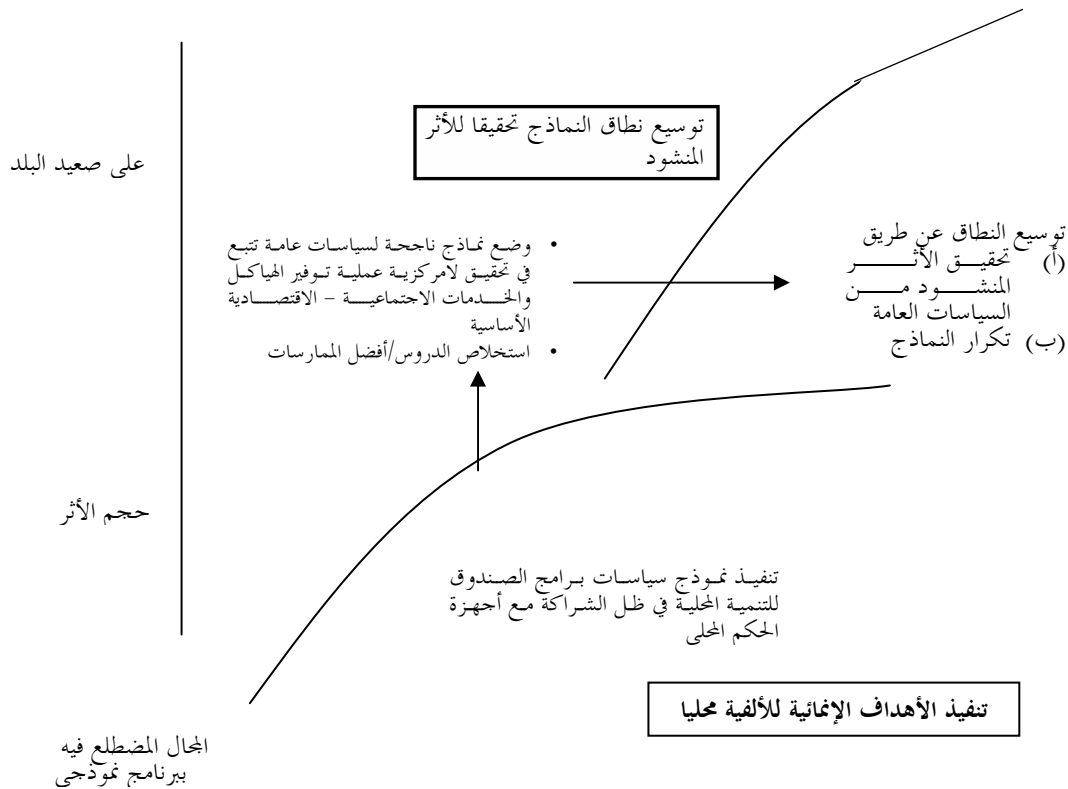 توسيع نطاق النماذج تحقيقا للأثر
المنشود
على صعيد البلد
• وضع نماذج ناجحة لسياسات عامة تتبع
في تحقيق لامركزية عملية توفير الهياكل
والخدمات الاجتماعية – الاقتصادية
الأساسية
• استخلاص الدروس/أفضل الممارسات
توسيع النطاق عن طريق
(أ) تحقيق الأثر
المنشود من
السياسات العامة
(ب) تكرار النماذج
حجم الأثر
تنفيذ نموذج سياسات برامج الصندوق
للتنمية المحلية في ظل الشراكة مع أجهزة
الحكم المحلى
تنفيذ الأهداف الإنمائية للألفية محليا
المجال المضطلع فيه
ببرنامج نموذجي